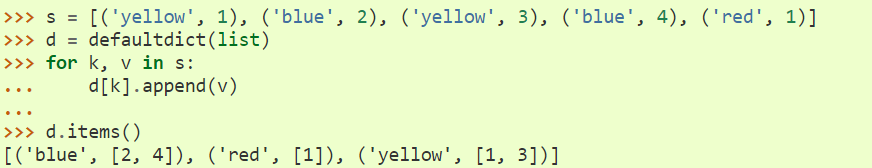 >>> s = [('yellow', 1), ('blue', 2), ('yellow', 3), ('blue', 4), ('red', 1)]
>>> d = defaultdict(list)
>>> for k, v in s:
...     d[k].append(v)
...
>>> d.items()
[('blue', [2, 4]), ('red', [1]), ('yellow', [1, 3])]